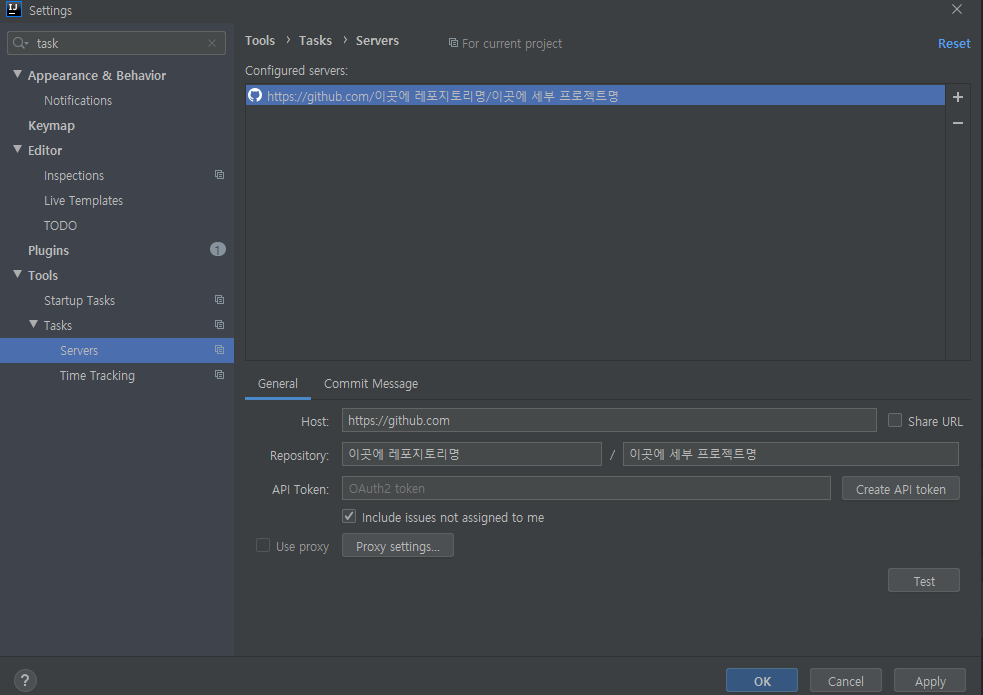 Settings
task
Appearance & Behavior
Notifications
Keymap
Editor
Inspections
Live Templates
TODO
Plugins
1
Tools
Startup Tasks
Tasks
Servers
Time Tracking
Tools › Tasks › Servers
For current project
Reset
Configured servers:
https://github.com/이곳에 레포지토리명/이곳에 세부 프로젝트명
General
Commit Message
Host: https://github.com
Share URL
Repository: 이곳에 레포지토리명 / 이곳에 세부 프로젝트명
API Token: OAuth2 token
Create API token
Include issues not assigned to me
Use proxy
Proxy settings...
Test
?
OK
Cancel
Apply